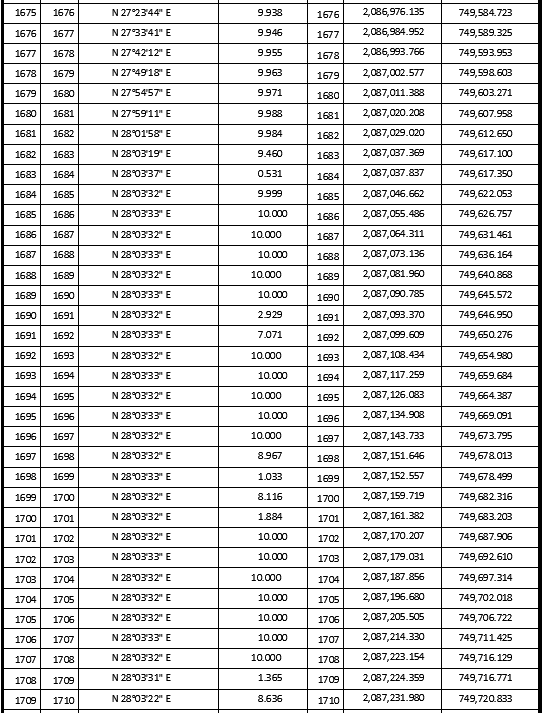 1675 1676 N 27°23'44" E 9.938 1676 2,086,976.135 749,584.723
1676 1677 N 27°33'41" E 9.946 1677 2,086,984.952 749,589.325
1677 1678 N 27°42'12" E 9.955 1678 2,086,993.766 749,593.953
1678 1679 N 27°49'18" E 9.963 1679 2,087,002.577 749,598.603
1679 1680 N 27°54'57" E 9.971 1680 2,087,011.388 749,603.271
1680 1681 N 27°59'11" E 9.988 1681 2,087,020.208 749,607.958
1681 1682 N 28°01'58" E 9.984 1682 2,087,029.020 749,612.650
1682 1683 N 28°03'19" E 9.460 1683 2,087,037.369 749,617.100
1683 1684 N 28°03'37" E 0.531 1684 2,087,037.837 749,617.350
1684 1685 N 28°03'32" E 9.999 1685 2,087,046.662 749,622.053
1685 1686 N 28°03'33" E 10.000 1686 2,087,055.486 749,626.757
1686 1687 N 28°03'32" E 10.000 1687 2,087,064.311 749,631.461
1687 1688 N 28°03'33" E 10.000 1688 2,087,073.136 749,636.164
1688 1689 N 28°03'32" E 10.000 1689 2,087,081.960 749,640.868
1689 1690 N 28°03'33" E 10.000 1690 2,087,090.785 749,645.572
1690 1691 N 28°03'32" E 2.929 1691 2,087,093.370 749,646.950
1691 1692 N 28°03'33" E 7.071 1692 2,087,099.609 749,650.276
1692 1693 N 28°03'32" E 10.000 1693 2,087,108.434 749,654.980
1693 1694 N 28°03'33" E 10.000 1694 2,087,117.259 749,659.684
1694 1695 N 28°03'32" E 10.000 1695 2,087,126.083 749,664.387
1695 1696 N 28°03'33" E 10.000 1696 2,087,134.908 749,669.091
1696 1697 N 28°03'32" E 10.000 1697 2,087,143.733 749,673.795
1697 1698 N 28°03'32" E 8.967 1698 2,087,151.646 749,678.013
1698 1699 N 28°03'33" E 1.033 1699 2,087,152.557 749,678.499
1699 1700 N 28°03'32" E 8.116 1700 2,087,159.719 749,682.316
1700 1701 N 28°03'32" E 1.884 1701 2,087,161.382 749,683.203
1701 1702 N 28°03'32" E 10.000 1702 2,087,170.207 749,687.906
1702 1703 N 28°03'33" E 10.000 1703 2,087,179.031 749,692.610
1703 1704 N 28°03'32" E 10.000 1704 2,087,187.856 749,697.314
1704 1705 N 28°03'32" E 10.000 1705 2,087,196.680 749,702.018
1705 1706 N 28°03'32" E 10.000 1706 2,087,205.505 749,706.722
1706 1707 N 28°03'33" E 10.000 1707 2,087,214.330 749,711.425
1707 1708 N 28°03'32" E 10.000 1708 2,087,223.154 749,716.129
1708 1709 N 28°03'31" E 1.365 1709 2,087,224.359 749,716.771
1709 1710 N 28°03'22" E 8.636 1710 2,087,231.980 749,720.833